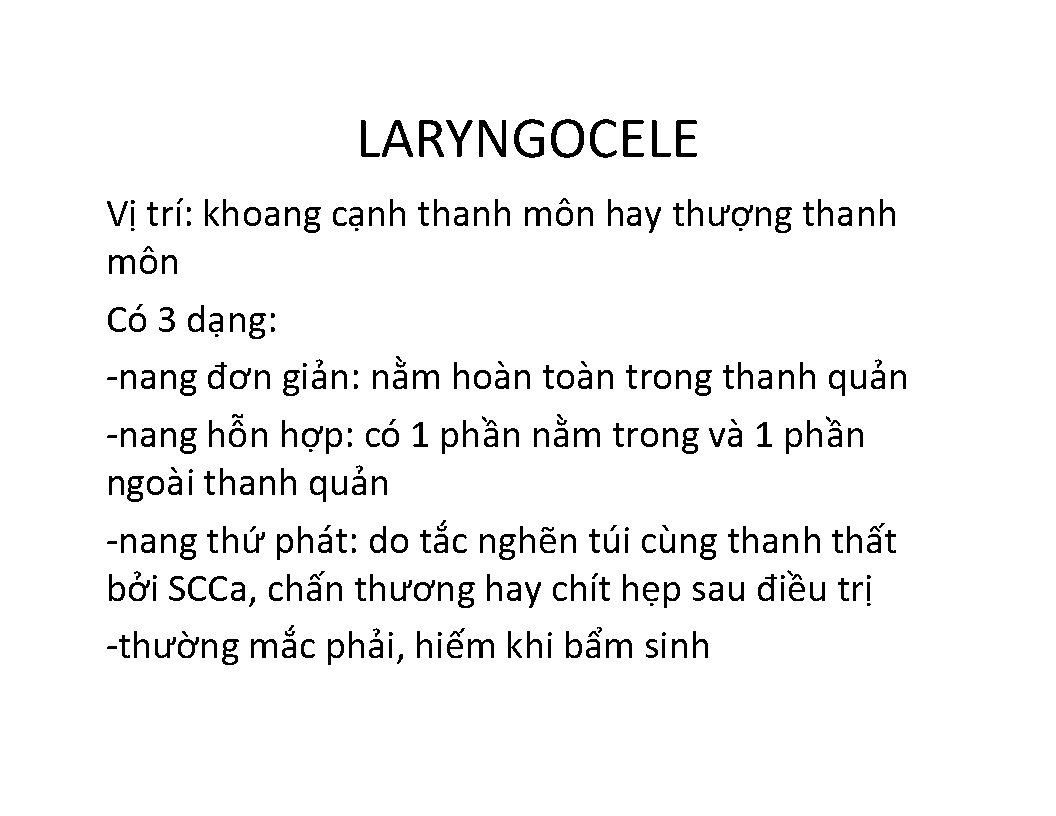 LARYNGOCELE
Vị trí: khoang cạnh thanh môn hay thượng thanh
môn
Có 3 dạng:
-nang đơn giản: nằm hoàn toàn trong thanh quản
-nang hỗn hợp: có 1 phần nằm trong và 1 phần
ngoài thanh quản
-nang thứ phát: do tắc nghẽn túi cùng thanh thất
bởi SCCa, chấn thương hay chít hẹp sau điều trị
-thường mắc phải, hiếm khi bẩm sinh